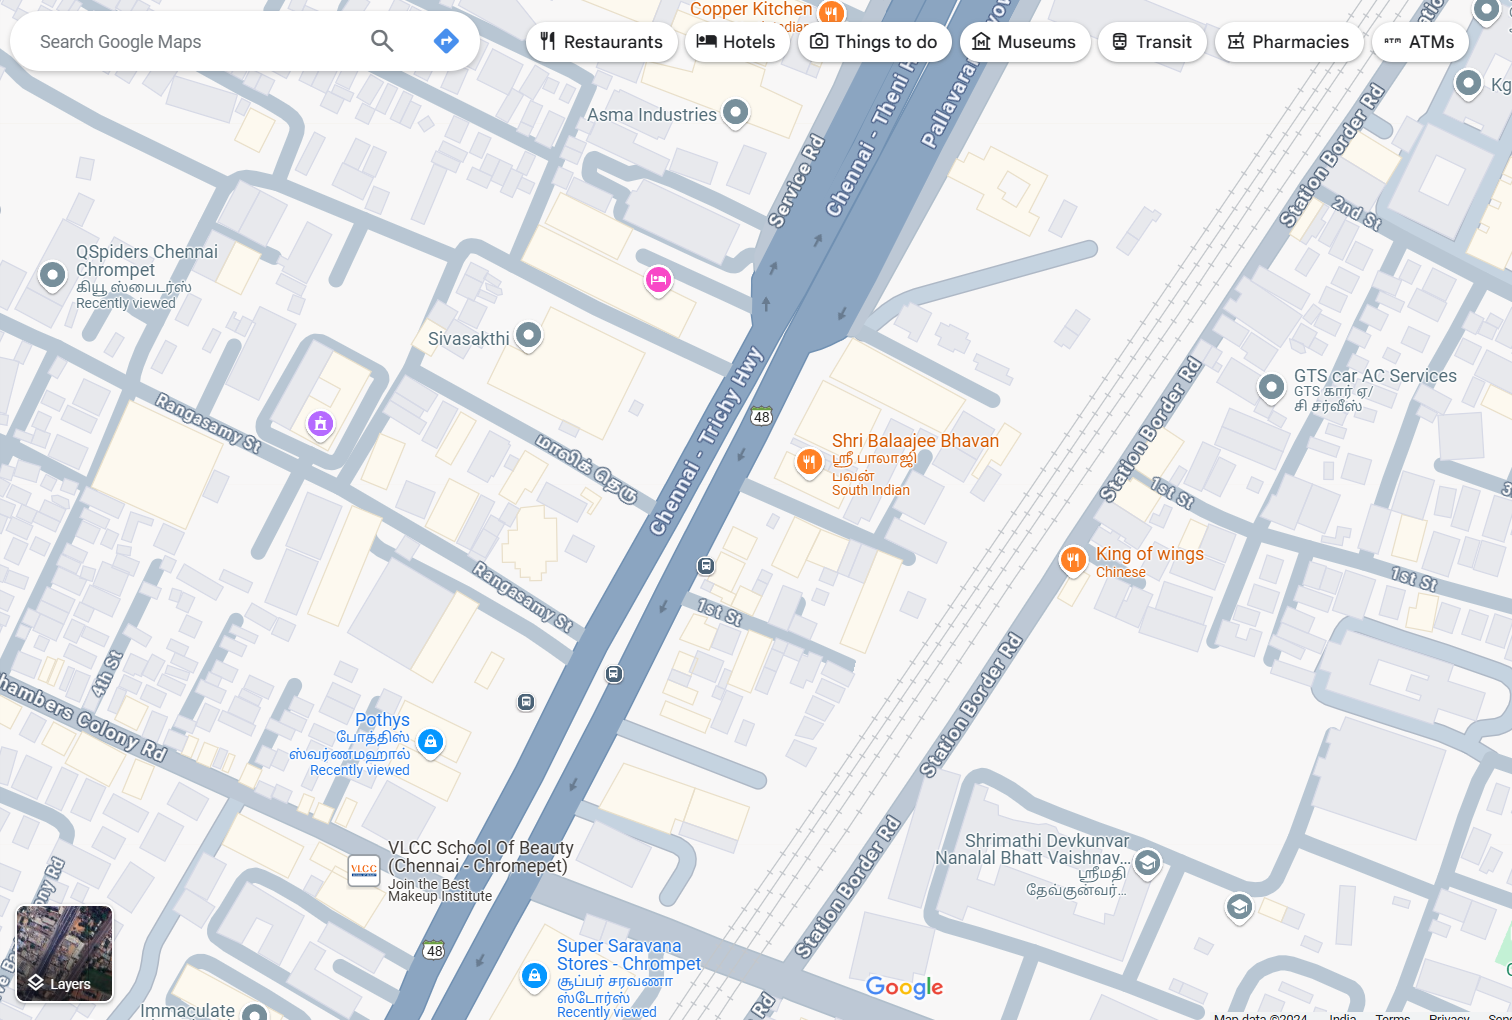 Search Google Maps
Restaurants
Hotels
Things to do
Museums
Transit
Pharmacies
ATM
ATMs
Copper Kitchen
Asma Industries
Service Rd
Chennai - Theni H
Pallavaram
Station Border Rd
2nd St
Kg
QSpiders Chennai
Chrompet
கியூ ஸ்பைடர்ஸ்
Recently viewed
Sivasakthi
Chennai - Trichy Hwy
48
GTS car AC Services
GTS கார் ஏ/
சி சர்வீஸ்
Rangasamy St
மாலிக் தெரு
Shri Balaajee Bhavan
ஸ்ரீ பாலாஜி
பவன்
South Indian
Station Border Rd
1st St
King of wings
Chinese
1st St
Rangasamy St
1st St
4th St
Station Border Rd
hambers Colony Rd
Pothys
போத்திஸ்
ஸ்வர்ணமஹால்
Recently viewed
VLCC
VLCC School Of Beauty
(Chennai - Chromepet)
Join the Best
Makeup Institute
Station Border Rd
Shrimathi Devkunvar
Nanalal Bhatt Vaishnav...
ஸ்ரீமதி
தேவ்குன்வர்...
ony Rd
48
Super Saravana
Stores - Chrompet
சூப்பர் சரவணா
ஸ்டோர்ஸ்
Recently viewed
Layers
Immaculate
Rd
Google
Map data ©2024
India
Terms
Privacy